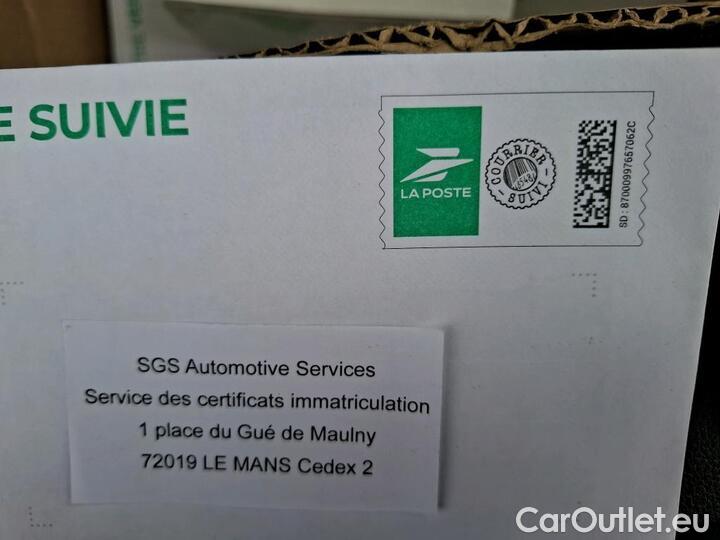 E SUIVIE
LA POSTE
COURRIER
SUIVI
SD : 87000997657062C
SGS Automotive Services
Service des certificats immatriculation
1 place du Gué de Maulny
72019 LE MANS Cedex 2
CarOutlet.eu